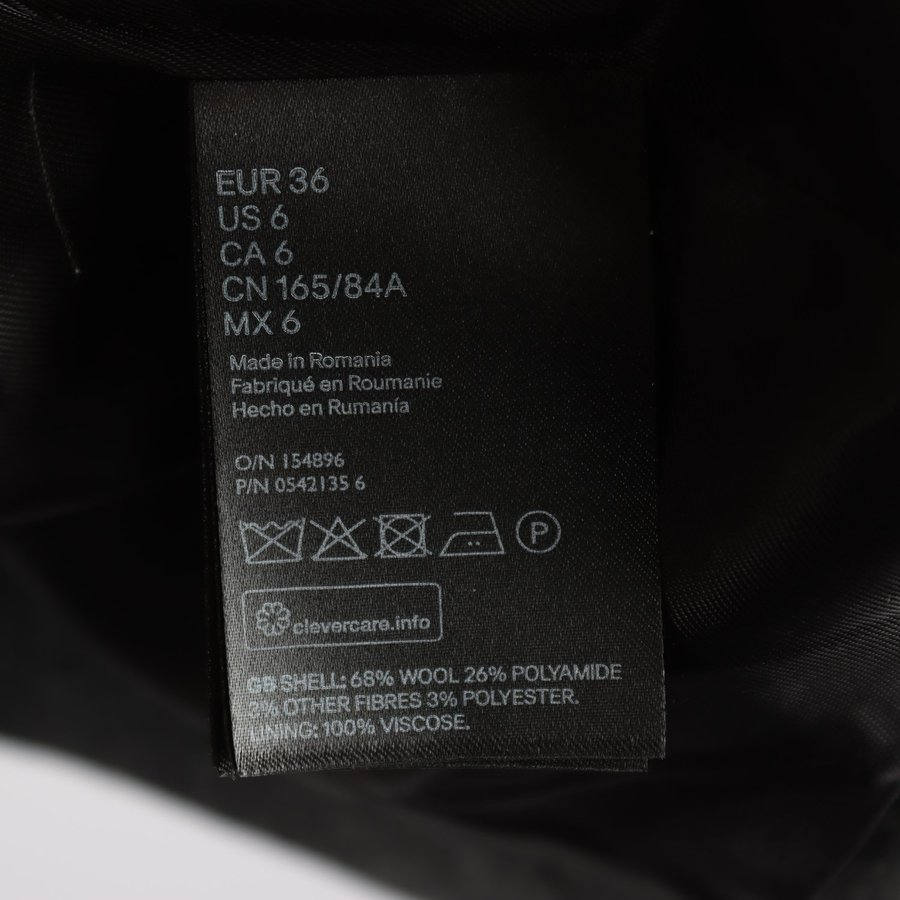 EUR 36
US 6
CA 6
CN 165/84A
MX 6
Made in Romania
Fabriqué en Roumanie
Hecho en Rumanía
O/N 154896
P/N 0542135 6
P
clevercare.info
GB SHELL: 68% WOOL 26% POLYAMIDE
3% OTHER FIBRES 3% POLYESTER.
LINING: 100% VISCOSE.